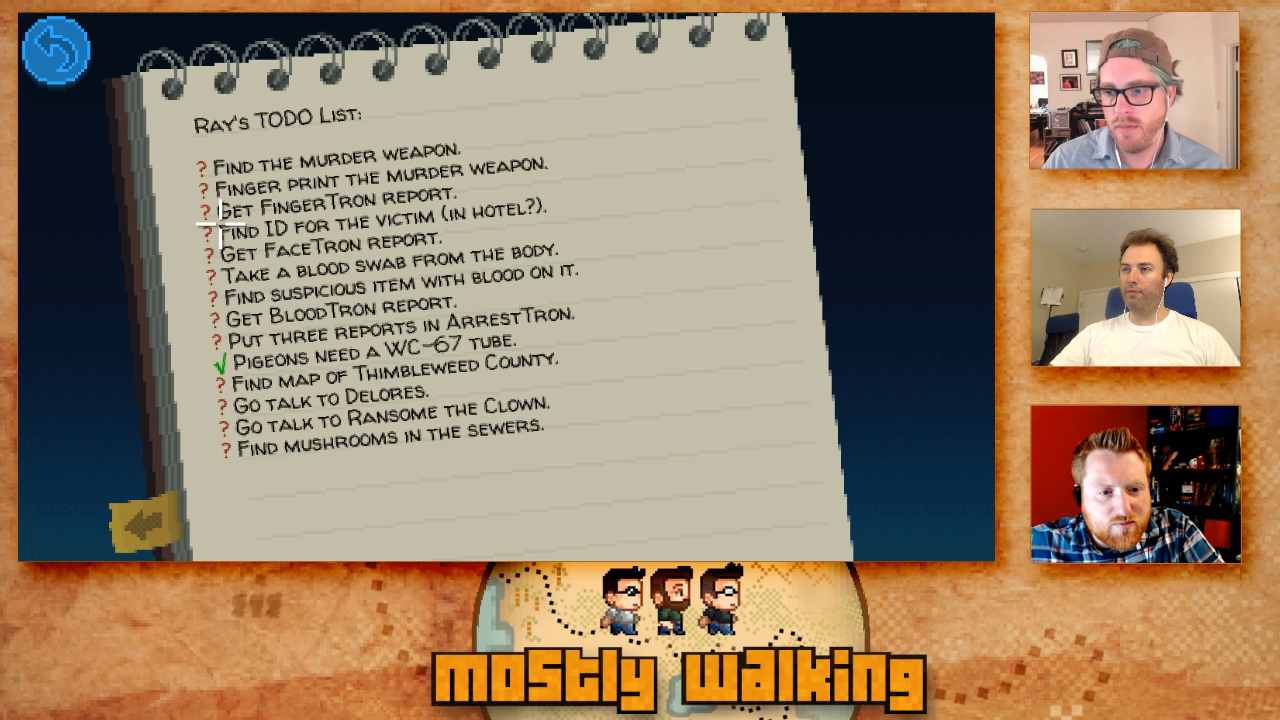 Ray's TODO List:
? Find the murder weapon.
? Finger print the murder weapon.
? Get FingerTron report.
? Find ID for the victim (in hotel?).
? Get FaceTron report.
? Take a blood swab from the body.
? Find suspicious item with blood on it.
? Get BloodTron report.
? Put three reports in ArrestTron.
√ Pigeons need a WC-67 tube.
? Find map of Thimbleweed County.
? Go talk to Delores.
? Go talk to Ransome the Clown.
? Find mushrooms in the sewers.
mostly walking